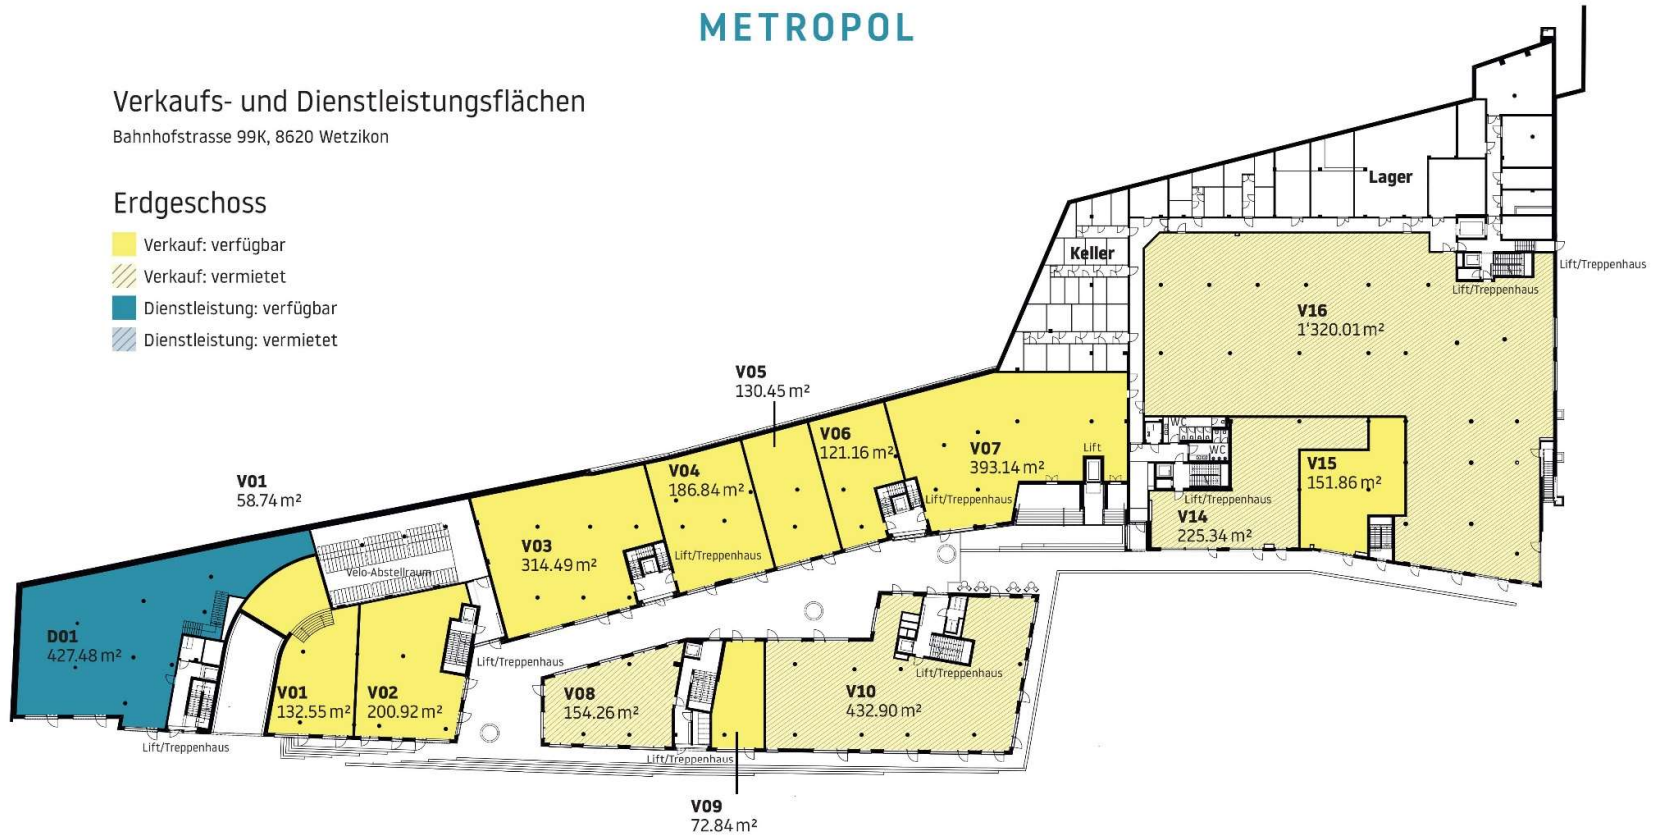 METROPOL
Verkaufs- und Dienstleistungsflächen
Bahnhofstrasse 99K, 8620 Wetzikon
Erdgeschoss
Verkauf: verfügbar
Verkauf: vermietet
Dienstleistung: verfügbar
Dienstleistung: vermietet
Lager
Keller
Lift/Treppenhaus
Lift/Treppenhaus
V16
1'320.01 m²
V05
130.45 m²
V06
121.16 m²
V07
393.14 m²
Lift
WC
WC
V04
186.84 m²
V15
151.86 m²
V01
58.74 m²
Lift/Treppenhaus
Lift/Treppenhaus
V14
225.34 m²
V03
314.49 m²
Lift/Treppenhaus
Velo-Abstellraum
D01
427.48 m²
Lift/Treppenhaus
Lift/Treppenhaus
V01
132.55 m²
V02
200.92 m²
V08
154.26 m²
V10
432.90 m²
Lift/Treppenhaus
Lift/Treppenhaus
V09
72.84 m²